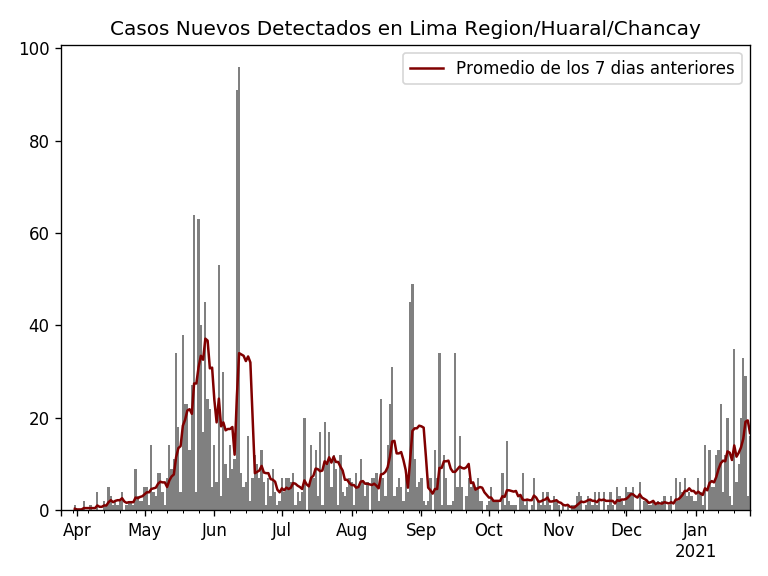 Casos Nuevos Detectados en Lima Region/Huaral/Chancay
Promedio de los 7 dias anteriores
100
80
60
40
20
0
Apr May Jun Jul Aug Sep Oct Nov Dec Jan
2021